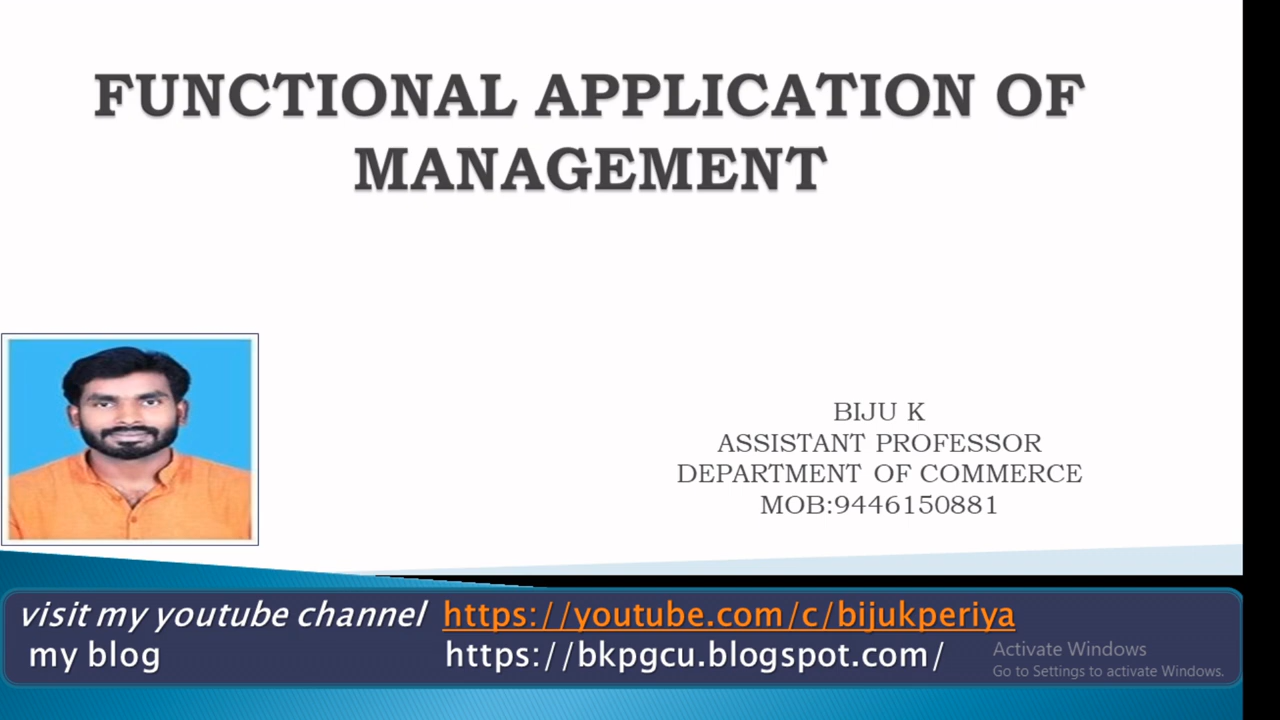 FUNCTIONAL APPLICATION OF
MANAGEMENT
BIJU K
ASSISTANT PROFESSOR
DEPARTMENT OF COMMERCE
MOB:9446150881
visit my youtube channel https://youtube.com/c/bijukperiya
my blog https://bkpgcu.blogspot.com/
Activate Windows
Go to Settings to activate Windows.